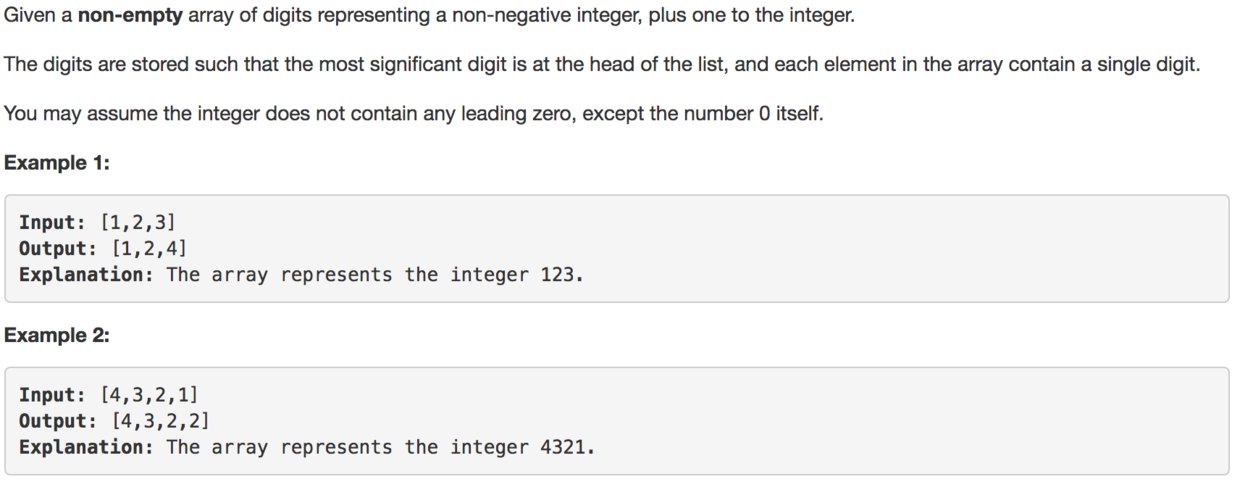 Given a non-empty array of digits representing a non-negative integer, plus one to the integer.
The digits are stored such that the most significant digit is at the head of the list, and each element in the array contain a single digit.
You may assume the integer does not contain any leading zero, except the number 0 itself.
Example 1:
Input: [1,2,3]
Output: [1,2,4]
Explanation: The array represents the integer 123.
Example 2:
Input: [4,3,2,1]
Output: [4,3,2,2]
Explanation: The array represents the integer 4321.